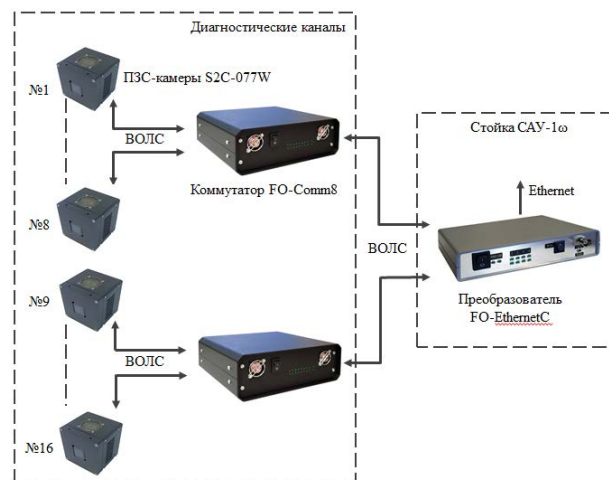 Диагностические каналы
№1
ПЗС-камеры S2C-077W
ВОЛС
Коммутатор FO-Comm8
№8
№9
ВОЛС
№16
ВОЛС
Стойка САУ-1ω
Ethernet
Преобразователь
FO-EthernetC